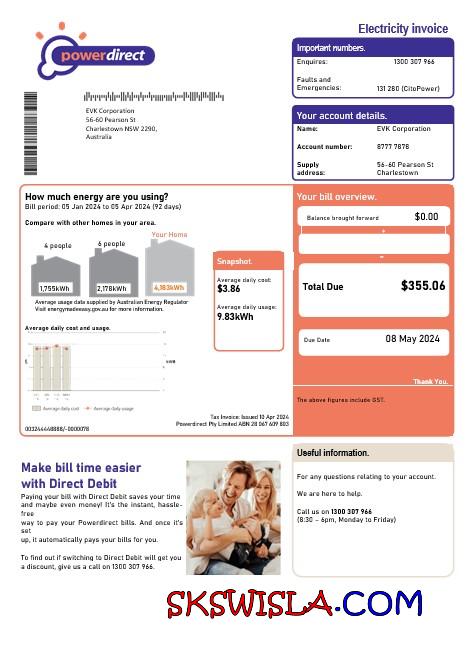 Electricity invoice
powerdirect
Important numbers.
Enquires: 1300 307 966
Faults and
Emergencies: 131 280 (CitoPower)
EVK Corporation
56-60 Pearson St
Charlestown NSW 2290,
Australia
Your account details.
Name: EVK Corporation
Account number: 8777 7878
Supply address: 56-60 Pearson St
Charlestown
How much energy are you using?
Bill period: 05 Jan 2024 to 05 Apr 2024 (92 days)
Compare with other homes in your area.
4 people
6 people
Your Home
1,755kWh
2,178kWh
4,183kWh
Average usage data supplied by Australian Energy Regulator
Visit energymadeeasy.gov.au for more information.
Snapshot.
Average daily cost:
$3.86
Average daily usage:
9.83kWh
Average daily cost and usage.
$
kWh
Average daily cost
Average daily usage
Tax Invoice: Issued 10 Apr 2024
Powerdirect Pty Limited ABN 28 067 609 803
Your bill overview.
Balance brought forward $0.00
+
-
Total Due $355.06
Due Date 08 May 2024
Thank You.
The above figures include GST.
Make bill time easier
with Direct Debit
Paying your bill with Direct Debit saves your time
and maybe even money! It's the instant, hassle-
free
way to pay your Powerdirect bills. And once it's
set
up, it automatically pays your bills for you.
To find out if switching to Direct Debit will get you
a discount, give us a call on 1300 307 966.
Useful information.
For any questions relating to your account.
We are here to help.
Call us on 1300 307 966
(8:30 – 6pm, Monday to Friday)
SKSWISLA.COM